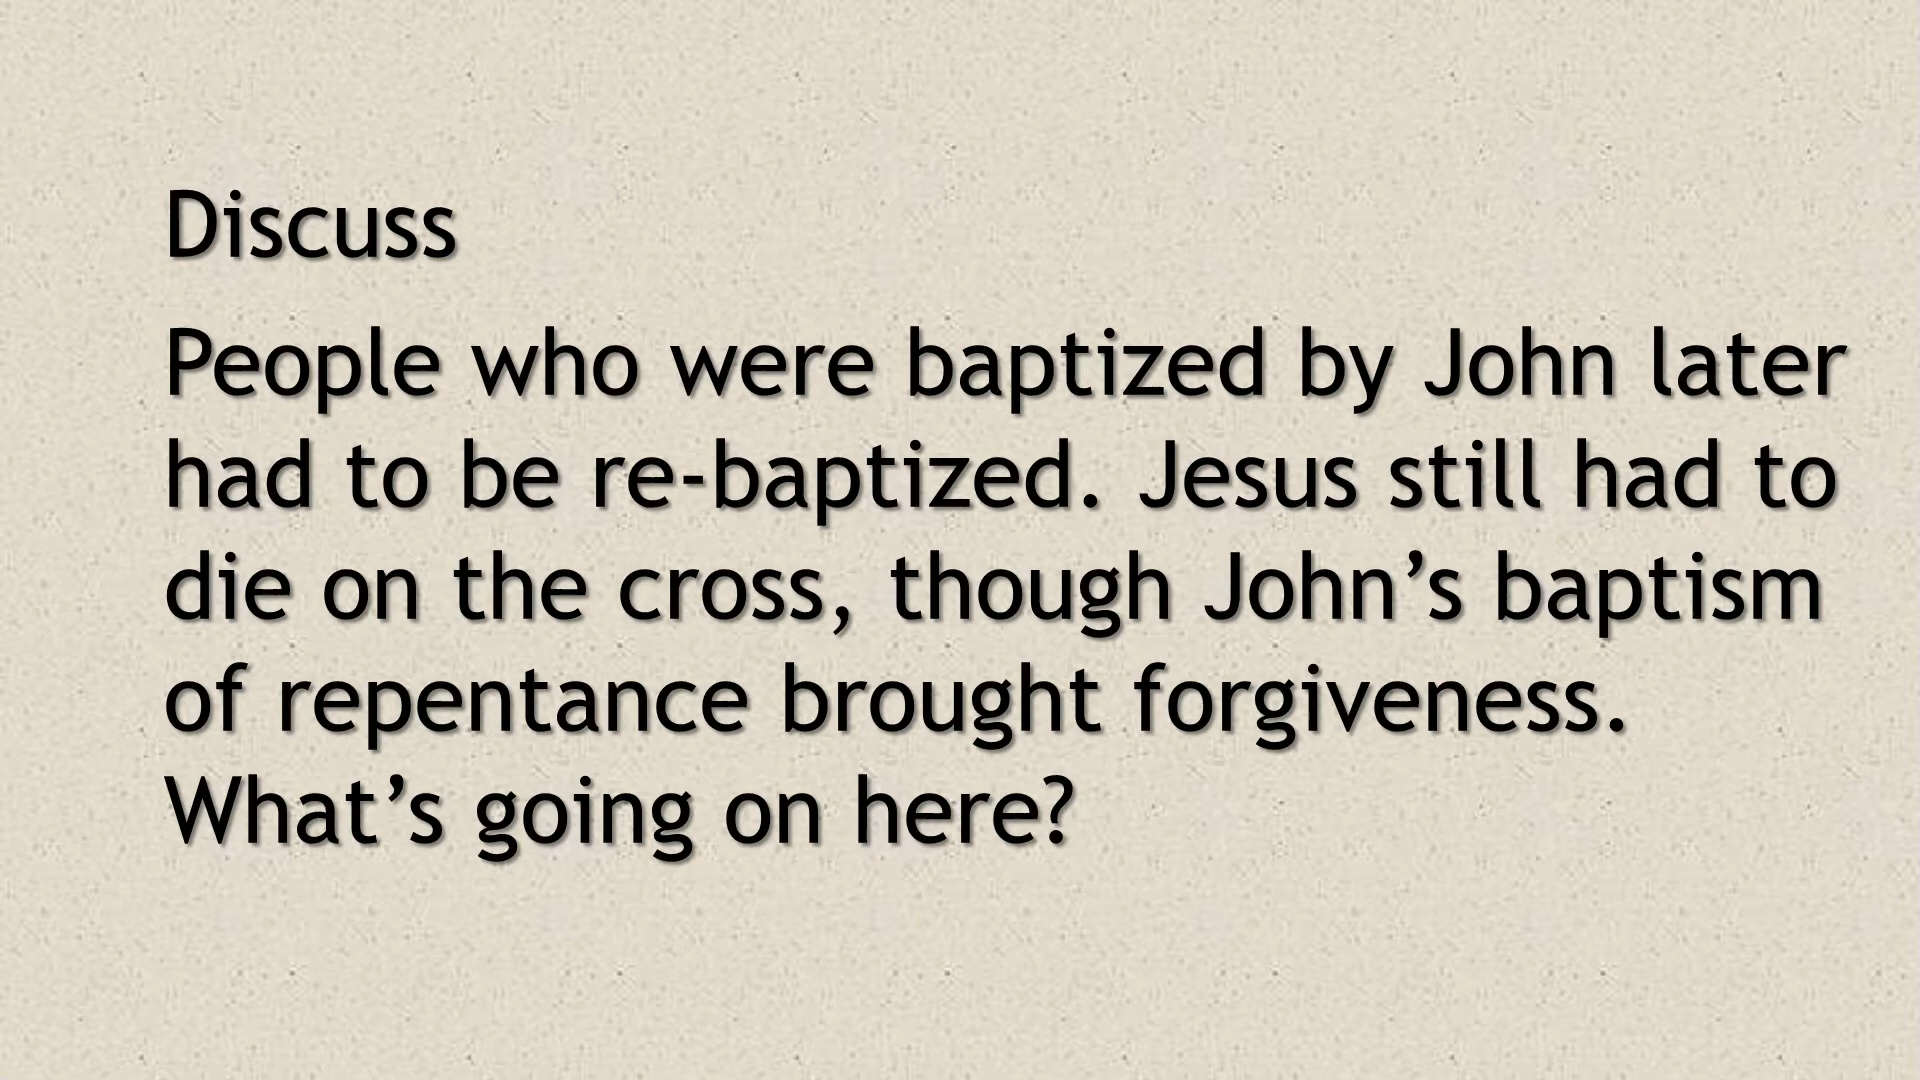 Discuss
People who were baptized by John later
had to be re-baptized. Jesus still had to
die on the cross, though John’s baptism
of repentance brought forgiveness.
What’s going on here?